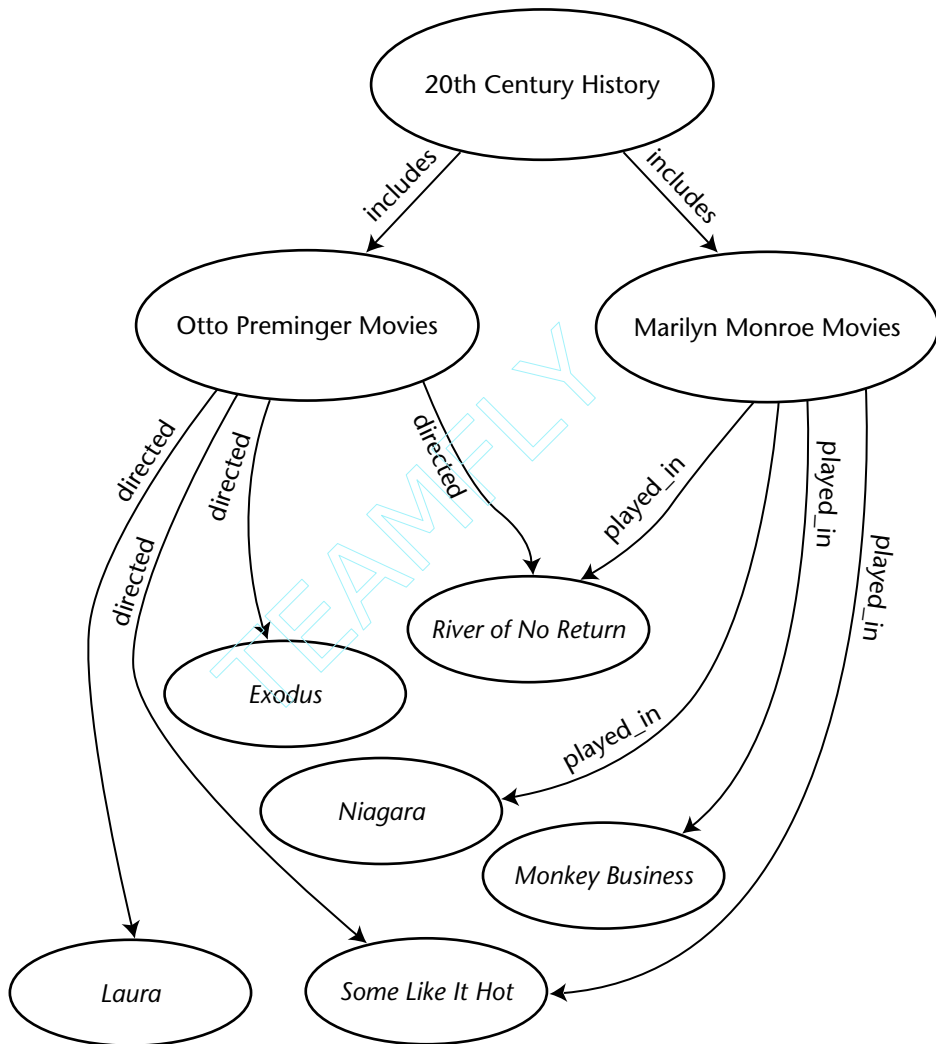 20th Century History
includes
includes
Otto Preminger Movies
Marilyn Monroe Movies
directed
directed
directed
directed
played_in
played_in
played_in
played_in
TEAMFLY
River of No Return
Exodus
Niagara
Monkey Business
Laura
Some Like It Hot